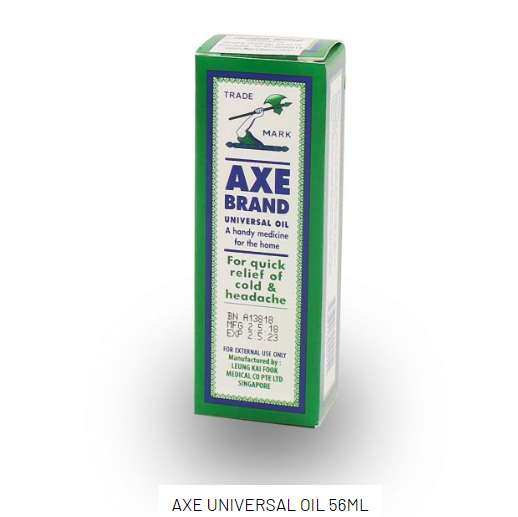 TRADE
MARK
AXE
BRAND
UNIVERSAL OIL
A handy medicine
for the home
For quick
relief of
cold &
headache
BN A13818
MFG 2.5.18
EXP 2.5.23
FOR EXTERNAL USE ONLY
Manufactured by :
LEUNG KAI FOOK
MEDICAL CO PTE LTD
SINGAPORE
AXE UNIVERSAL OIL 56ML